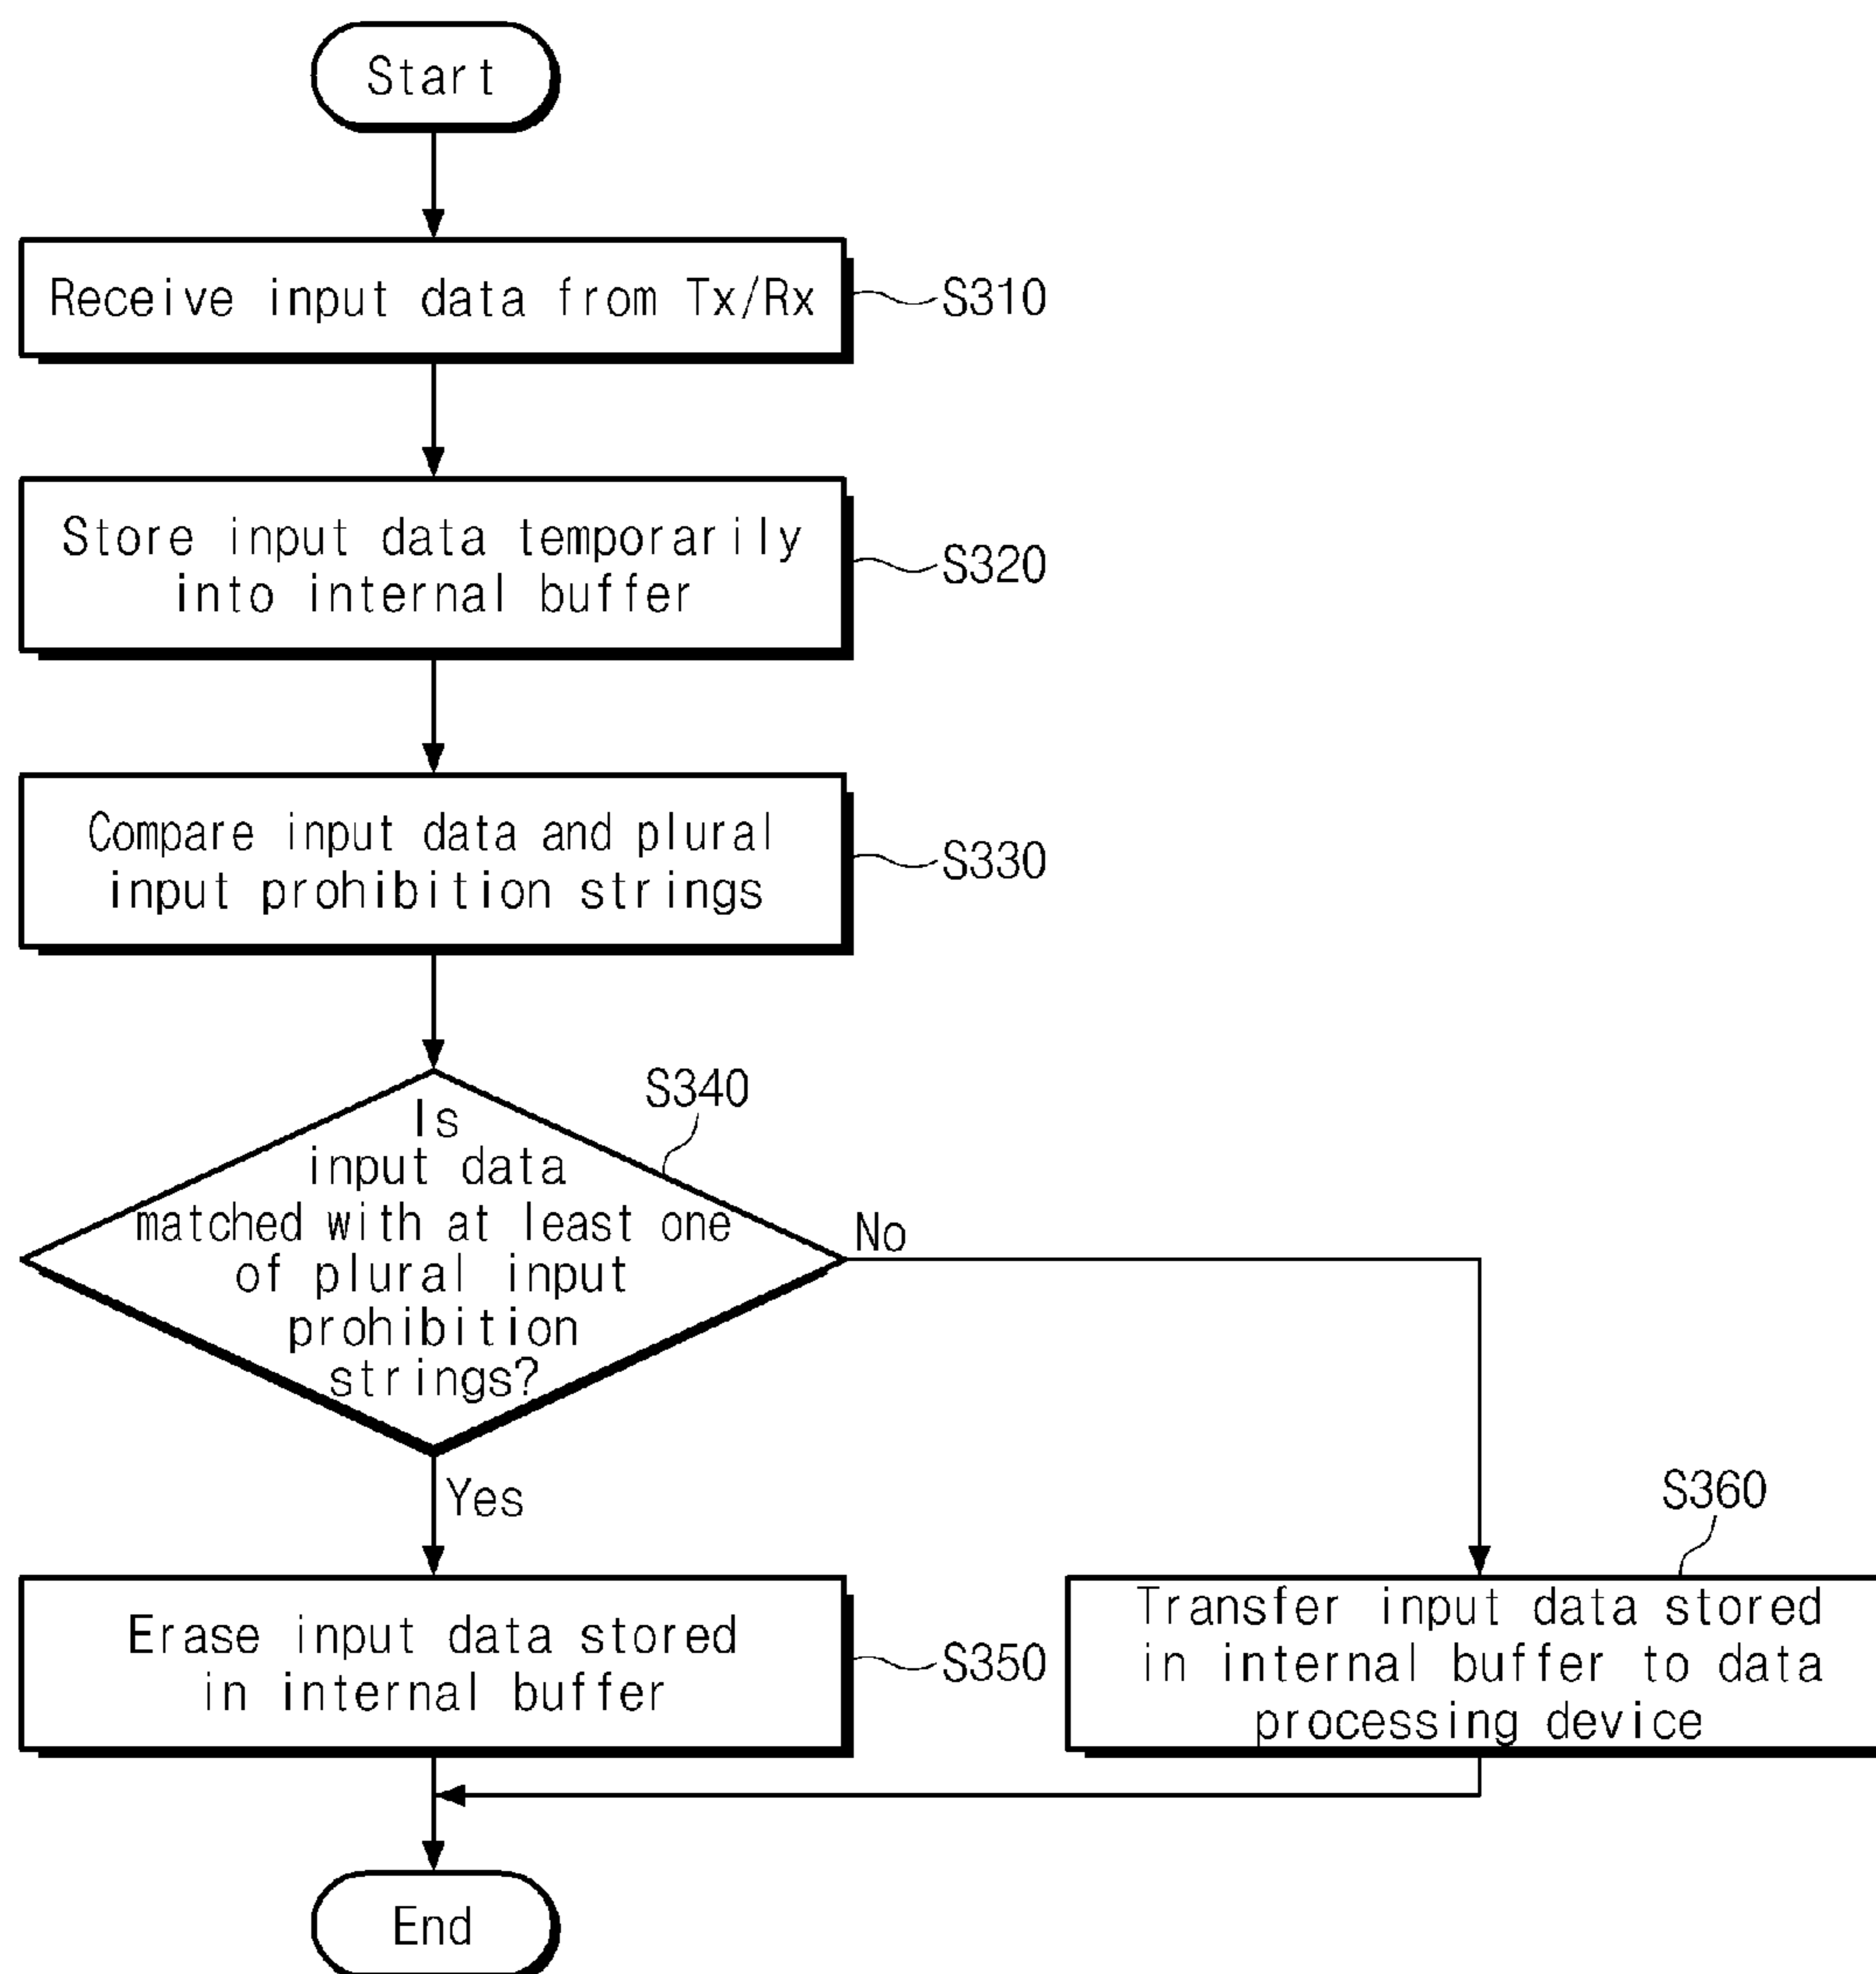 Start
Receive input data from Tx/Rx
S310
Store input data temporarily
into internal buffer
S320
Compare input data and plural
input prohibition strings
S330
S340
Is
input data
matched with at least one
of plural input
prohibition
strings?
No
Yes
Erase input data stored
in internal buffer
S350
S360
Transfer input data stored
in internal buffer to data
processing device
End